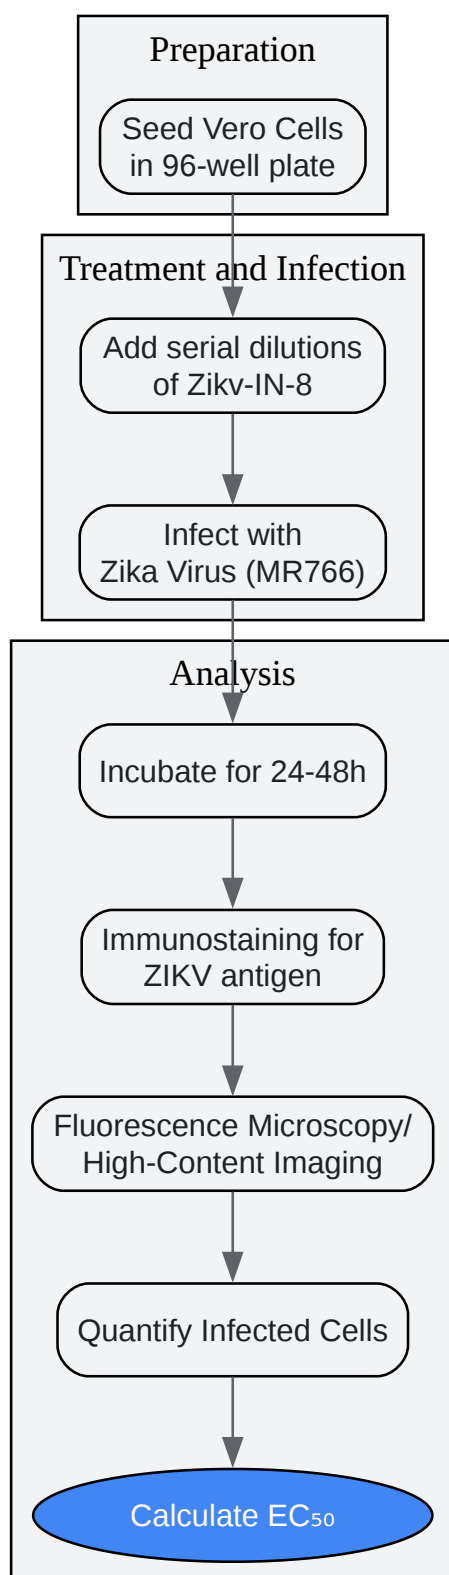 Preparation
Seed Vero Cells
in 96-well plate
Treatment and Infection
Add serial dilutions
of Zikv-IN-8
Infect with
Zika Virus (MR766)
Analysis
Incubate for 24-48h
Immunostaining for
ZIKV antigen
Fluorescence Microscopy/
High-Content Imaging
Quantify Infected Cells
Calculate EC₅₀